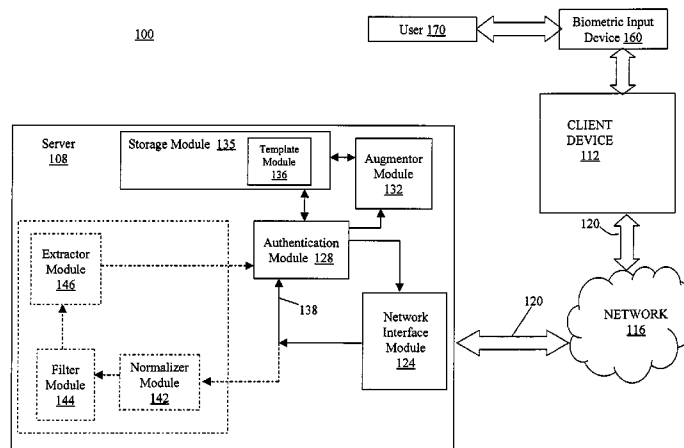 100
User 170
Biometric Input
Device 160
CLIENT
DEVICE
112
120
NETWORK
116
120
Server
108
Storage Module 135
Template
Module
136
Augmentor
Module
132
Authentication
Module 128
138
Network
Interface
Module
124
Extractor
Module
146
Filter
Module
144
Normalizer
Module 142